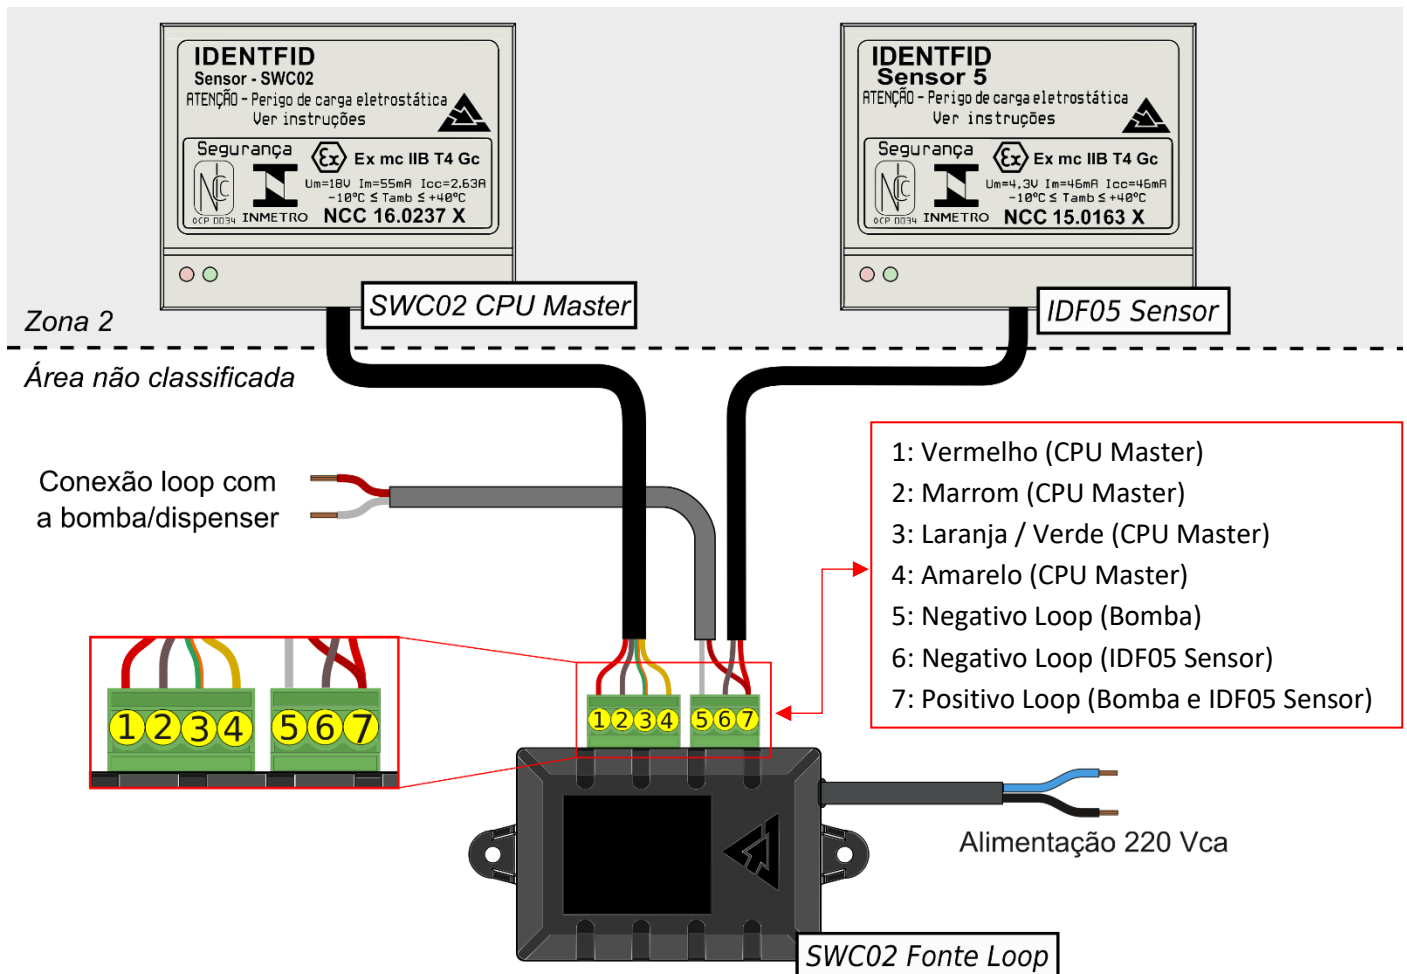 IDENTFID
Sensor - SWC02
ATENÇÃO - Perigo de carga eletrostática
Ver instruções
Segurança
Ex
Ex mc IIB T4 Gc
Um=18V Im=55mA Icc=2,63A
-10°C ≤ Tamb ≤ +40°C
NCC
OCP 0034
INMETRO
NCC 16.0237 X
SWC02 CPU Master
IDENTFID
Sensor 5
ATENÇÃO - Perigo de carga eletrostática
Ver instruções
Segurança
Ex
Ex mc IIB T4 Gc
Um=4,3V Im=46mA Icc=46mA
-10°C ≤ Tamb ≤ +40°C
NCC
OCP 0034
INMETRO
NCC 15.0163 X
IDF05 Sensor
Zona 2
Área não classificada
Conexão loop com
a bomba/dispenser
1: Vermelho (CPU Master)
2: Marrom (CPU Master)
3: Laranja / Verde (CPU Master)
4: Amarelo (CPU Master)
5: Negativo Loop (Bomba)
6: Negativo Loop (IDF05 Sensor)
7: Positivo Loop (Bomba e IDF05 Sensor)
1 2 3 4 5 6 7
1 2 3 4 5 6 7
Alimentação 220 Vca
SWC02 Fonte Loop